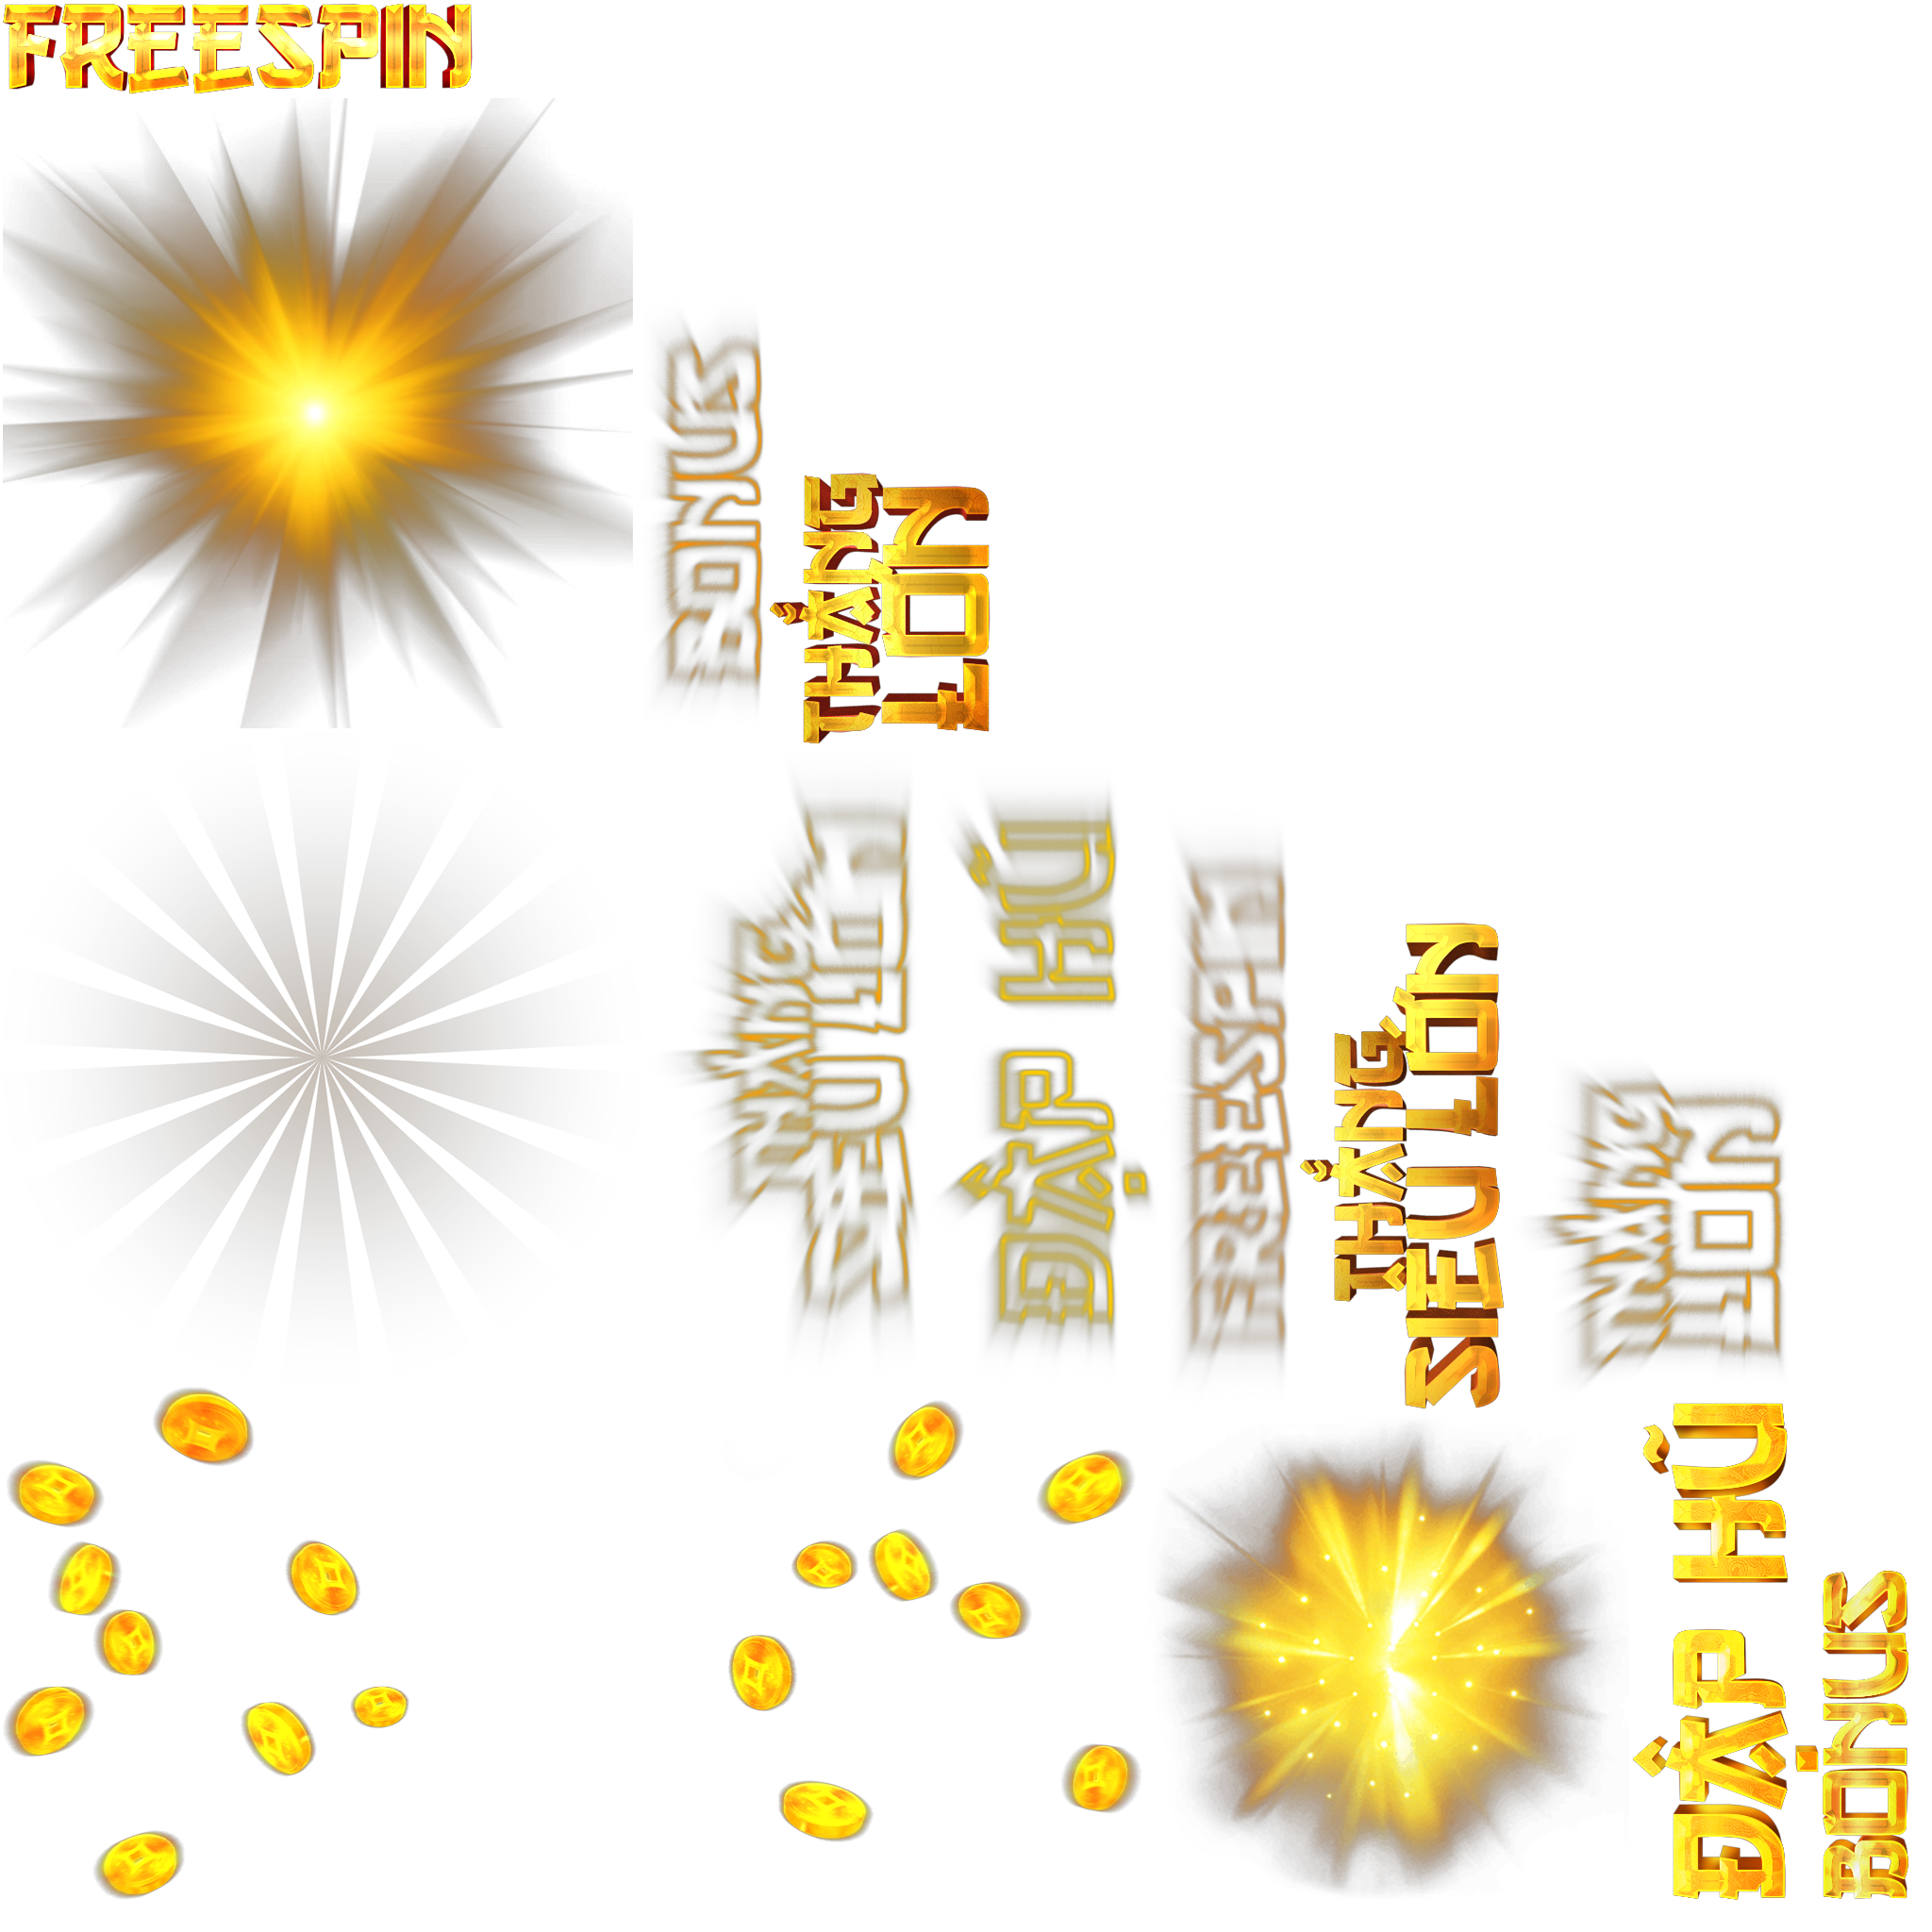 FREESPIN
BONUS
THẮNG
LỚN
THẮNG
SIÊU LỚN
ĐẬP HŨ
FREESPIN
THẮNG
SIÊU LỚN
THẮNG
LỚN
ĐẬP HŨ
BONUS